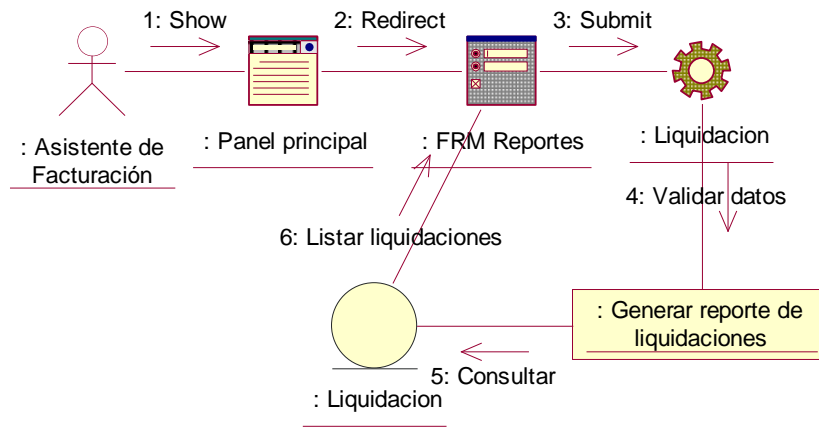 1: Show
2: Redirect
3: Submit
: Asistente de
Facturación
: Panel principal
: FRM Reportes
: Liquidacion
4: Validar datos
6: Listar liquidaciones
: Generar reporte de
liquidaciones
5: Consultar
: Liquidacion